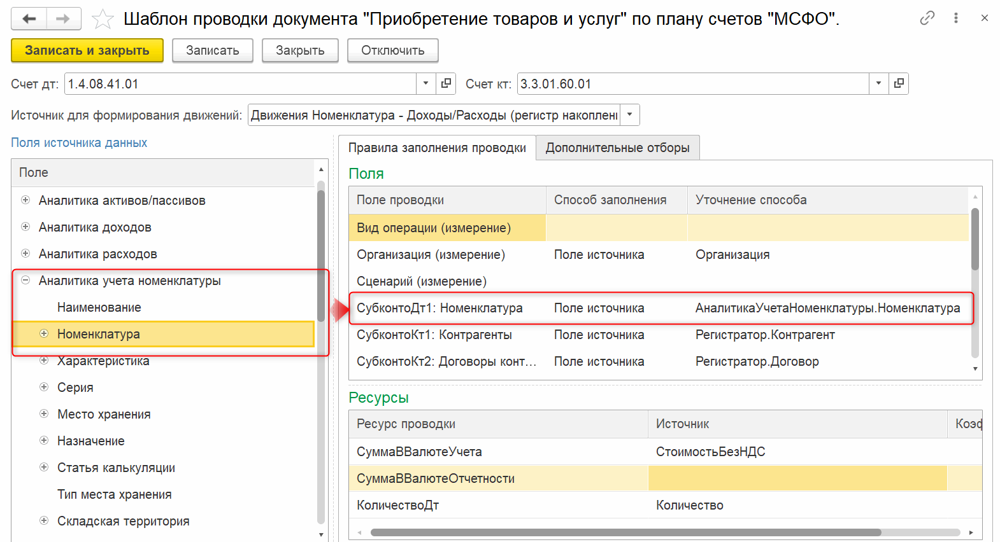 Шаблон проводки документа "Приобретение товаров и услуг" по плану счетов "МСФО".
Записать и закрыть
Записать
Закрыть
Отключить
Счет дт: 1.4.08.41.01
Счет кт: 3.3.01.60.01
Источник для формирования движений: Движения Номенклатура - Доходы/Расходы (регистр накоплен
Поля источника данных
Поле
Аналитика активов/пассивов
Аналитика доходов
Аналитика расходов
Аналитика учета номенклатуры
Наименование
Номенклатура
Характеристика
Серия
Место хранения
Назначение
Статья калькуляции
Тип места хранения
Складская территория
Правила заполнения проводки
Дополнительные отборы
Поля
Поле проводки Способ заполнения Уточнение способа
Вид операции (измерение)
Организация (измерение) Поле источника Организация
Сценарий (измерение)
СубконтоДт1: Номенклатура Поле источника АналитикаУчетаНоменклатуры.Номенклатура
СубконтоКт1: Контрагенты Поле источника Регистратор.Контрагент
СубконтоКт2: Договоры конт... Поле источника Регистратор.Договор
Ресурсы
Ресурс проводки Источник Коэф
СуммаВВалютеУчета СтоимостьБезНДС
СуммаВВалютеОтчетности
КоличествоДт Количество